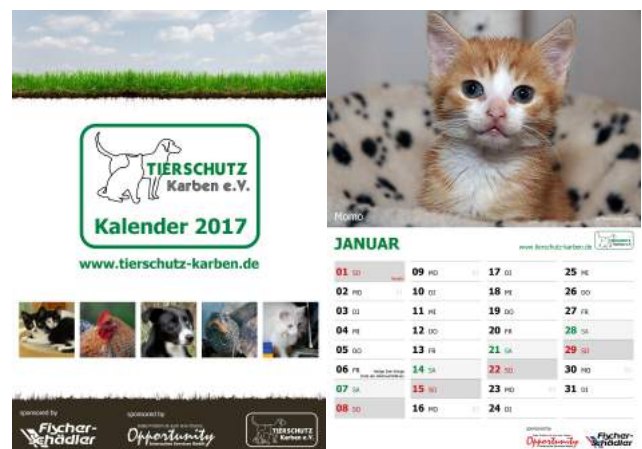 TIERSCHUTZ
Karben e.V.
Kalender 2017
www.tierschutz-karben.de
sponsored by
Fischer-
Schädler
sponsored by
Opportunity
TIERSCHUTZ
Karben e.V.
Momo
JANUAR
www.tierschutz-karben.de
01 SO
02 MO
03 DI
04 MI
05 DO
06 FR
07 SA
08 SO
09 MO
10 DI
11 MI
12 DO
13 FR
14 SA
15 SO
16 MO
17 DI
18 MI
19 DO
20 FR
21 SA
22 SO
23 MO
24 DI
25 MI
26 DO
27 FR
28 SA
29 SO
30 MO
31 DI
sponsored by
Opportunity
Fischer-
Schädler